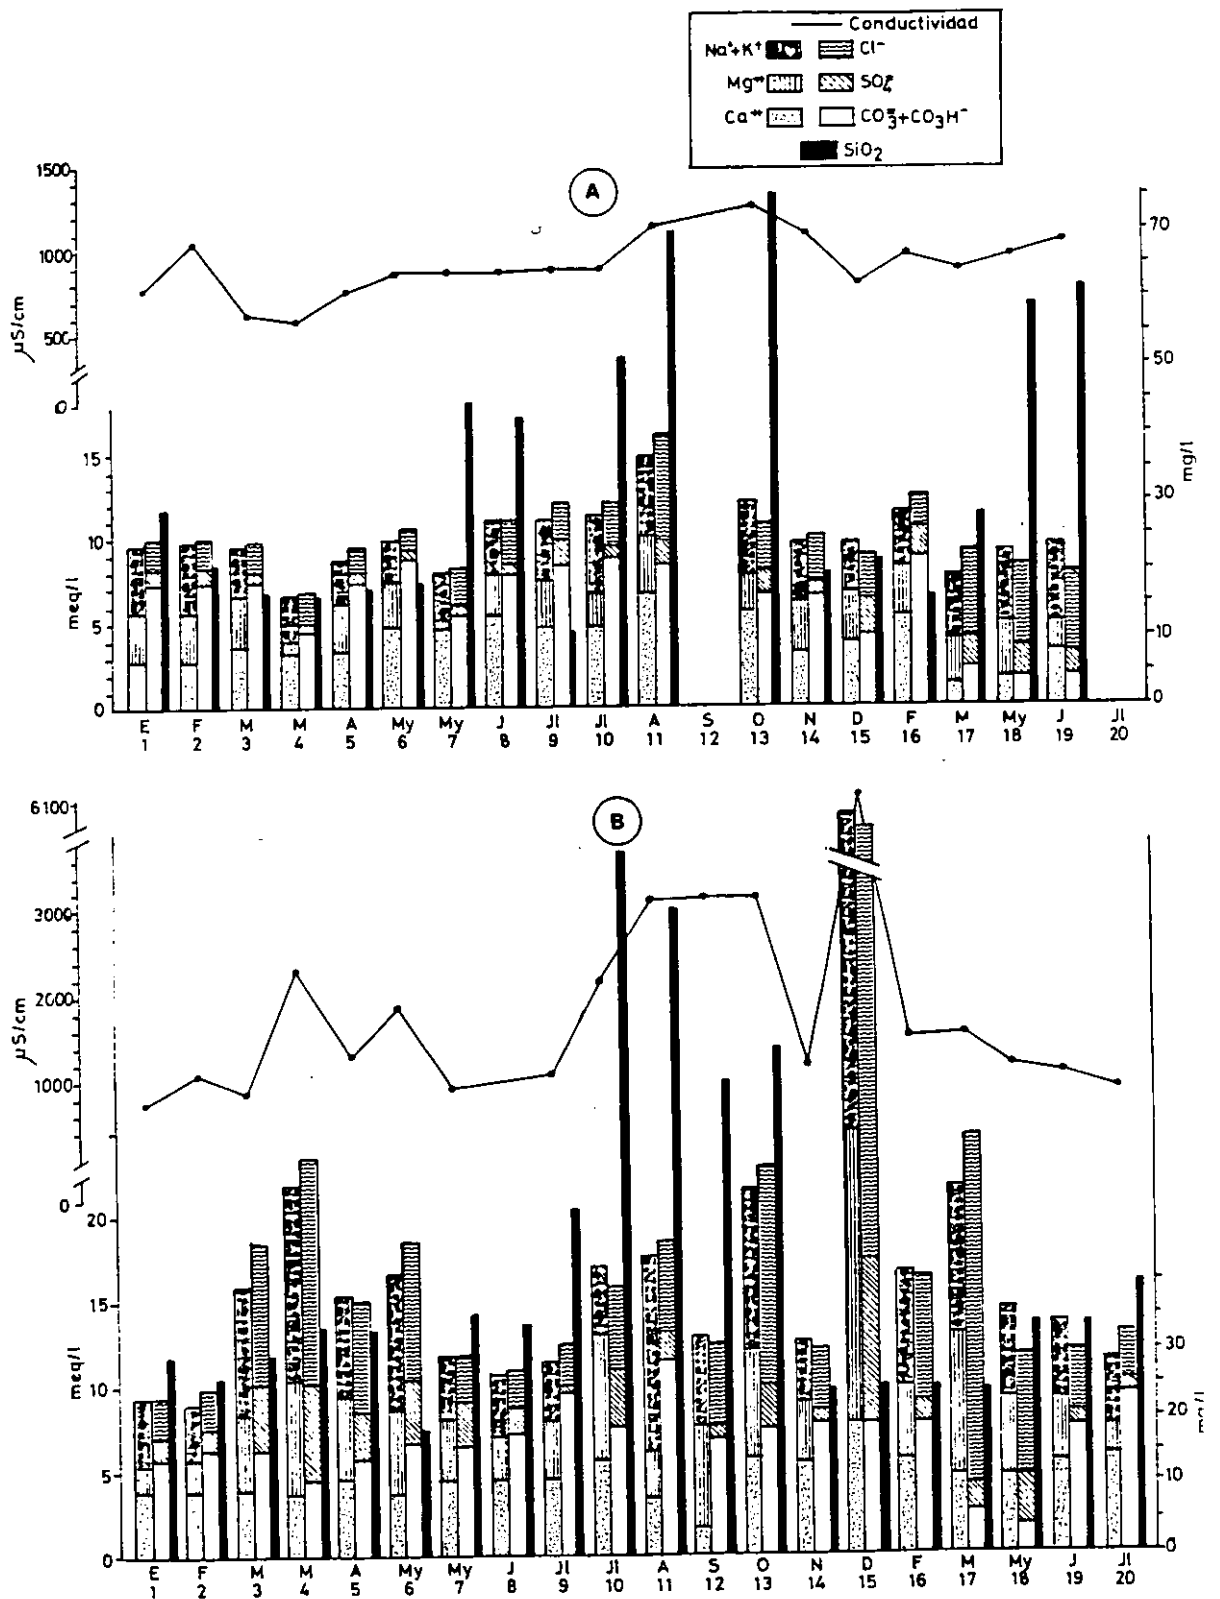 Conductividad
Na⁺+K⁺ Cl⁻
Mg⁺⁺ SO₄⁼
Ca⁺⁺ CO₃⁼+CO₃H⁻
SiO₂
A
1500
1000
500
0
µS/cm
15
10
5
0
meq/l
70
50
30
10
0
mg/l
E F M M A My My J Jl Jl A S O N D F M My J Jl
1 2 3 4 5 6 7 8 9 10 11 12 13 14 15 16 17 18 19 20
B
6100
3000
2000
1000
0
µS/cm
20
15
10
5
0
meq/l
30
20
10
0
mg/l
E F M M A My My J Jl Jl A S O N D F M My J Jl
1 2 3 4 5 6 7 8 9 10 11 12 13 14 15 16 17 18 19 20